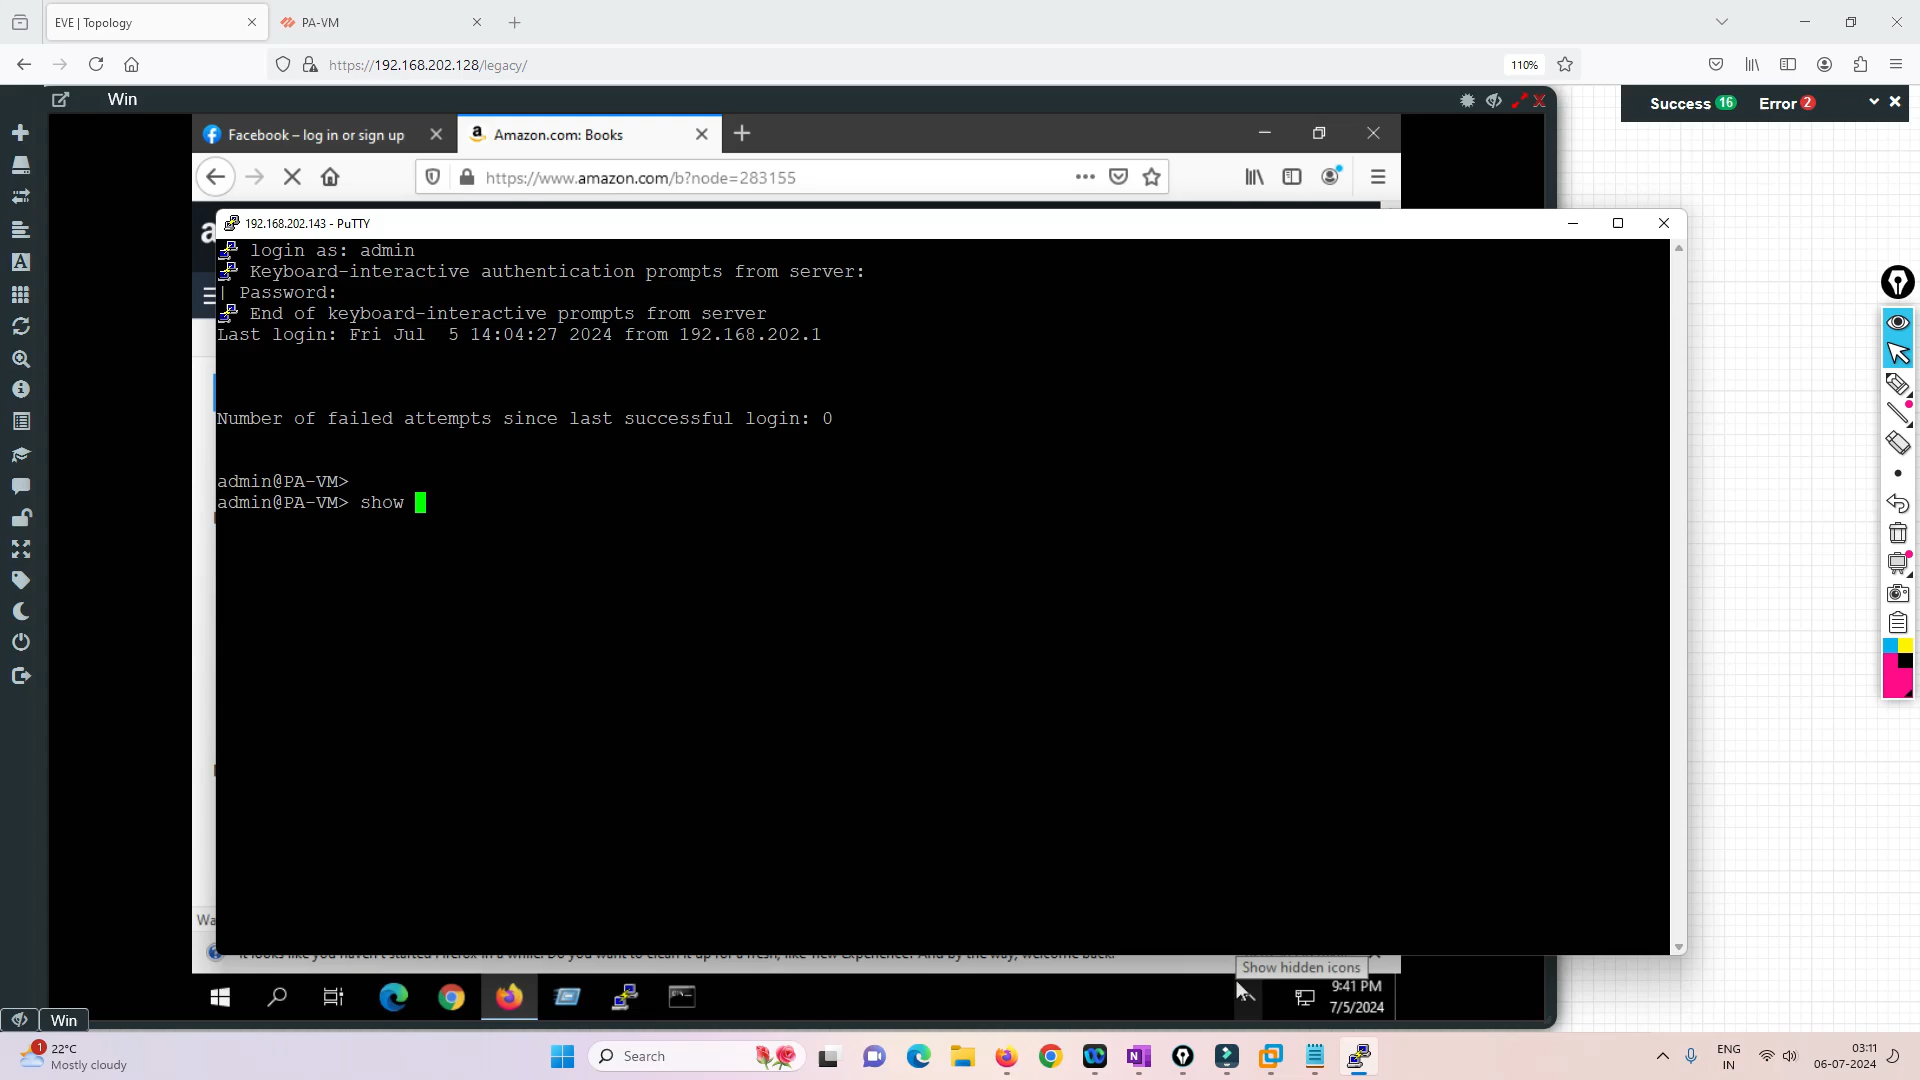 EVE | Topology
PA-VM
https://192.168.202.128/legacy/
110%
Win
Success 16 Error 2
Facebook – log in or sign up
Amazon.com: Books
https://www.amazon.com/b?node=283155
192.168.202.143 - PuTTY
login as: admin
Keyboard-interactive authentication prompts from server:
| Password:
End of keyboard-interactive prompts from server
Last login: Fri Jul  5 14:04:27 2024 from 192.168.202.1
Number of failed attempts since last successful login: 0
admin@PA-VM>
admin@PA-VM> show
Wa
Show hidden icons
9:41 PM
7/5/2024
Win
1
22°C
Mostly cloudy
Search
ENG
IN
03:11
06-07-2024